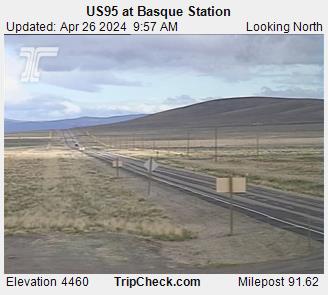 US95 at Basque Station
Updated: Apr 26 2024  9:57 AM Looking North
Elevation 4460 TripCheck.com Milepost 91.62